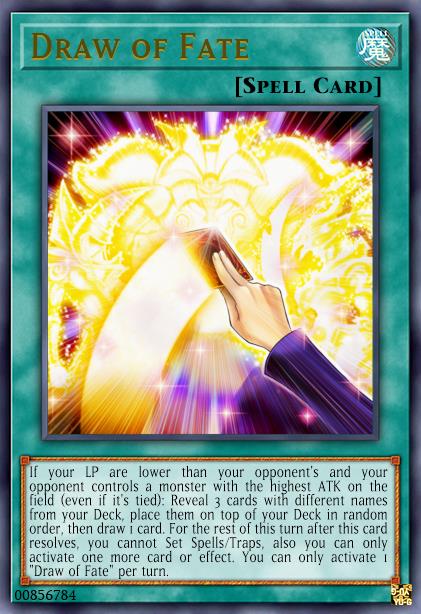 Draw of Fate
SPELL
魔
[Spell Card]
If your LP are lower than your opponent's and your
opponent controls a monster with the highest ATK on the
field (even if it's tied): Reveal 3 cards with different names
from your Deck, place them on top of your Deck in random
order, then draw 1 card. For the rest of this turn after this card
resolves, you cannot Set Spells/Traps, also you can only
activate one more card or effect. You can only activate 1
"Draw of Fate" per turn.
00856784